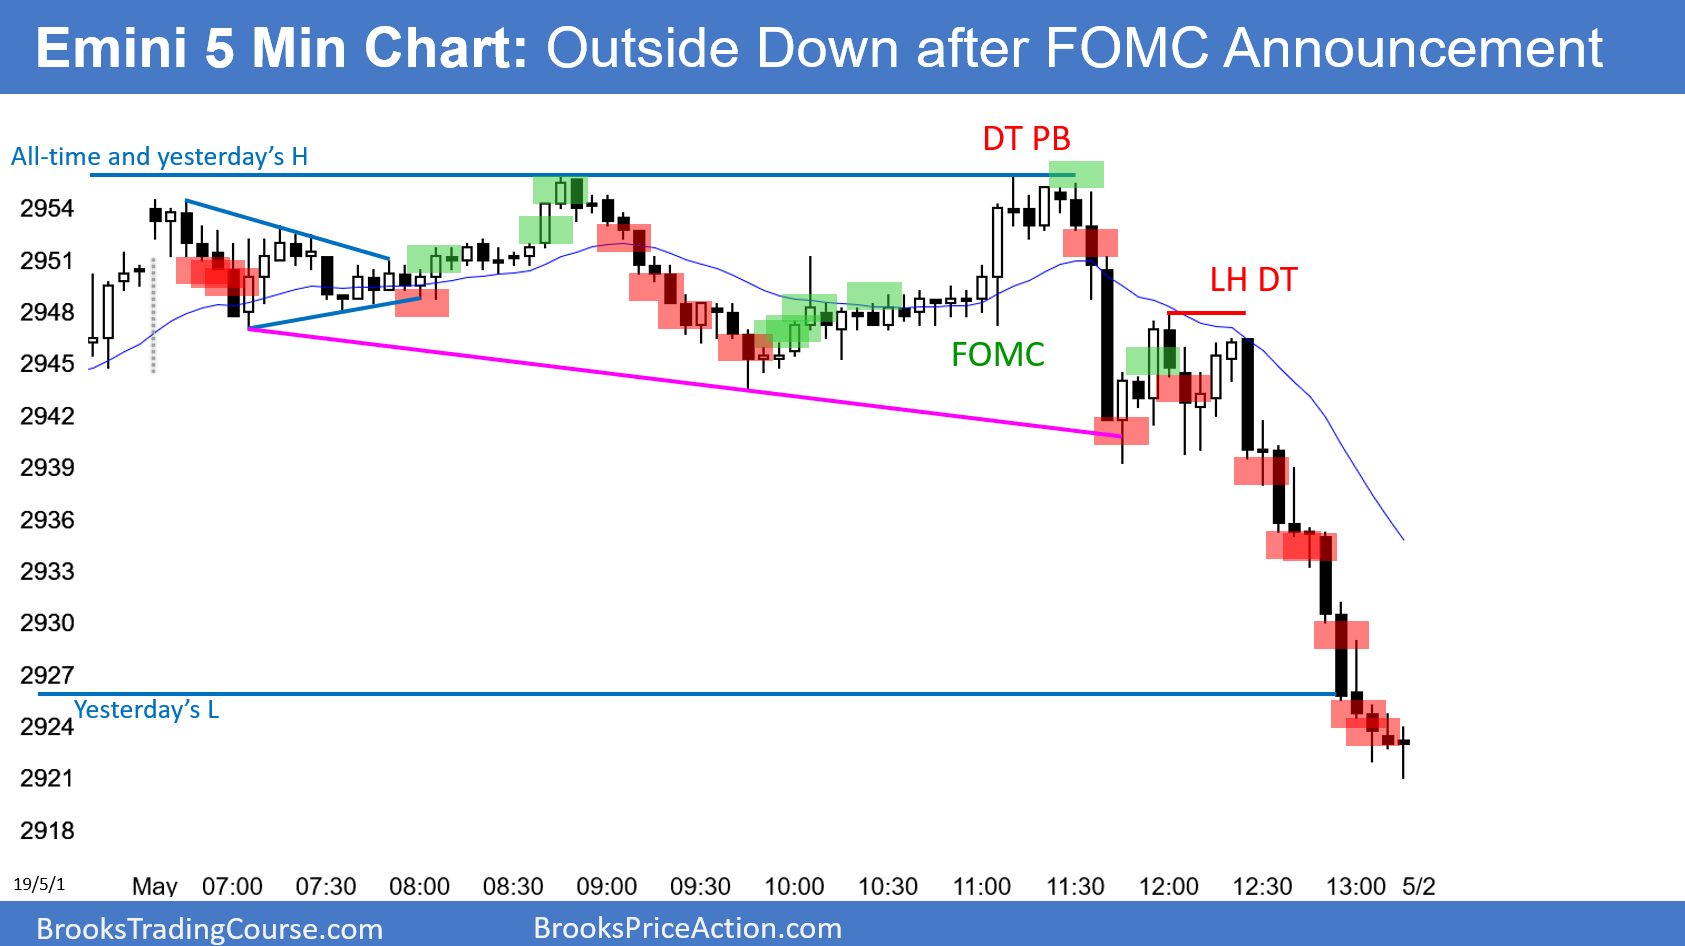 Emini 5 Min Chart: Outside Down after FOMC Announcement
DT PB
All-time and yesterday's H
2954
2951
LH DT
2948
FOMC
2945
2942
2939
2936
2933
2930
2927
Yesterday's L
2924
2921
2918
19/5/1 May 07:00 07:30 08:00 08:30 09:00 09:30 10:00 10:30 11:00 11:30 12:00 12:30 13:00 5/2
BrooksTradingCourse.com BrooksPriceAction.com